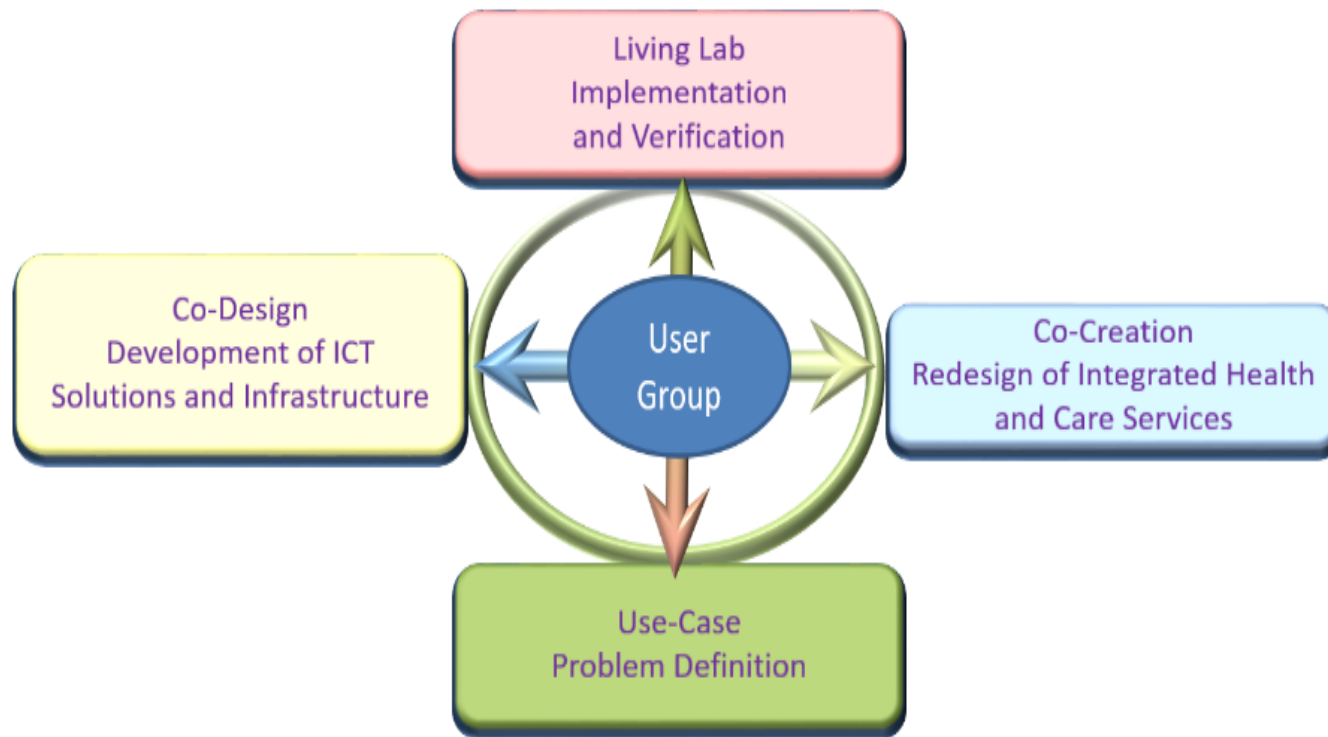 Living Lab
Implementation
and Verification
Co-Design
Development of ICT
Solutions and Infrastructure
User
Group
Co-Creation
Redesign of Integrated Health
and Care Services
Use-Case
Problem Definition